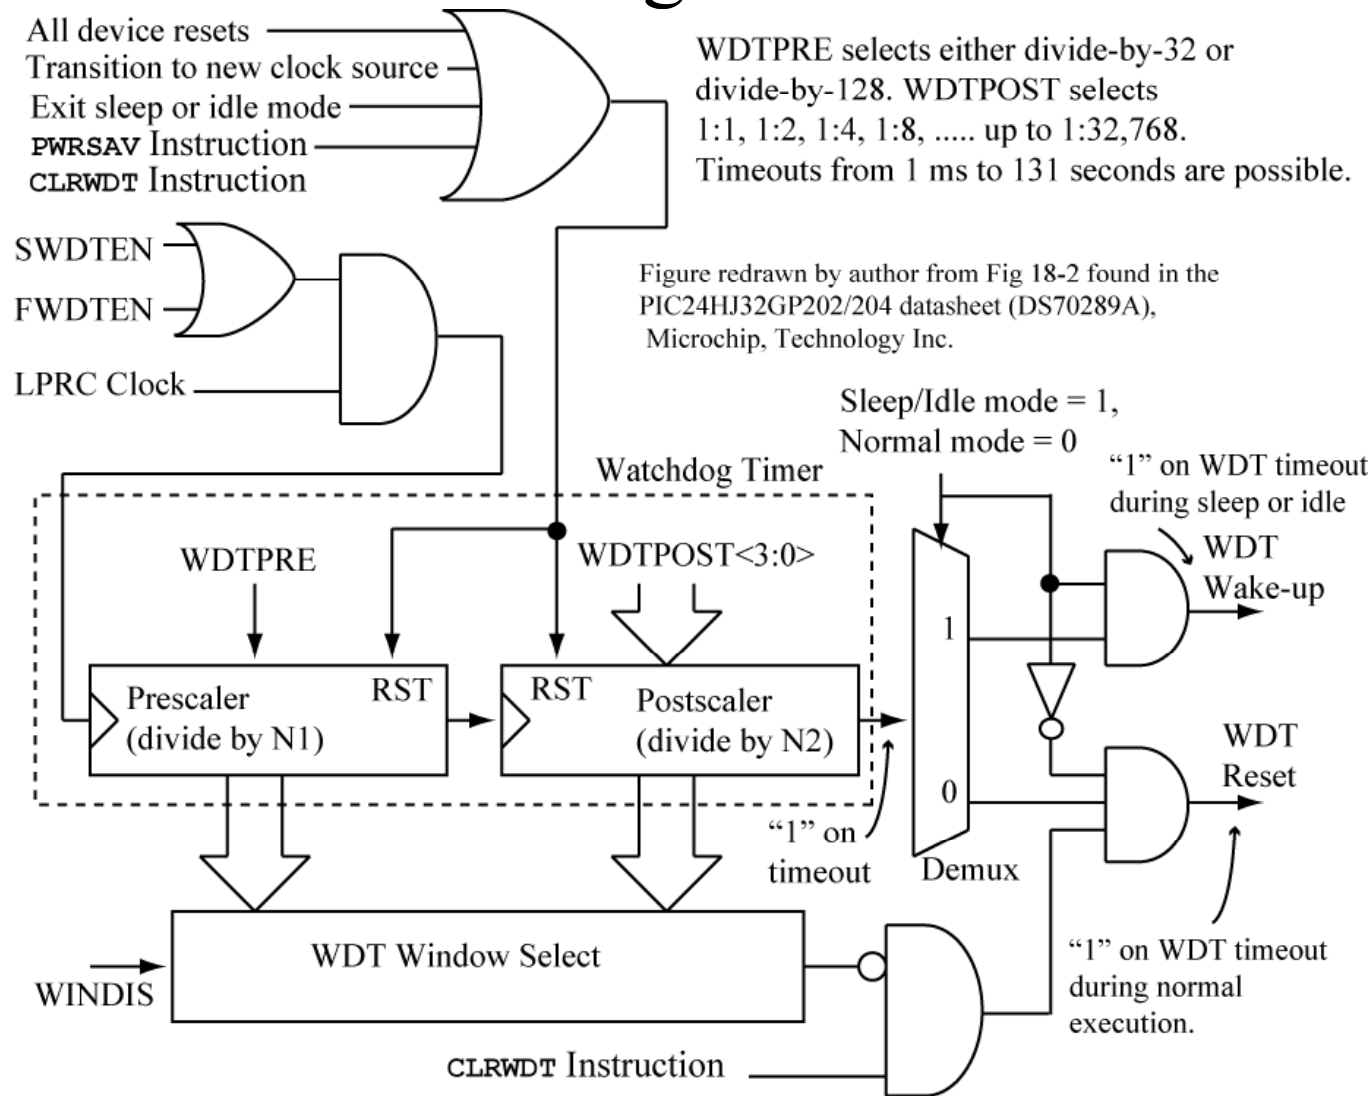 All device resets
Transition to new clock source
Exit sleep or idle mode
PWRSAV Instruction
CLRWDT Instruction
WDTPRE selects either divide-by-32 or
divide-by-128. WDTPOST selects
1:1, 1:2, 1:4, 1:8, ..... up to 1:32,768.
Timeouts from 1 ms to 131 seconds are possible.
SWDTEN
FWDTEN
LPRC Clock
Figure redrawn by author from Fig 18-2 found in the
PIC24HJ32GP202/204 datasheet (DS70289A),
Microchip, Technology Inc.
Sleep/Idle mode = 1,
Normal mode = 0
Watchdog Timer
“1” on WDT timeout
during sleep or idle
WDTPRE
WDTPOST<3:0>
WDT
Wake-up
1
Prescaler
(divide by N1)
RST
RST
Postscaler
(divide by N2)
WDT
Reset
0
“1” on
timeout
Demux
WDT Window Select
WINDIS
“1” on WDT timeout
during normal
execution.
CLRWDT Instruction